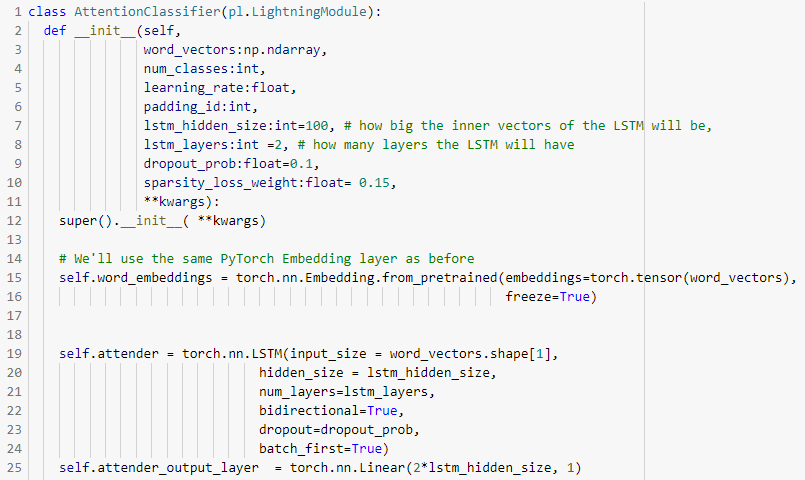 1 class AttentionClassifier(pl.LightningModule):
2   def __init__(self,
3                word_vectors:np.ndarray,
4                num_classes:int,
5                learning_rate:float,
6                padding_id:int,
7                lstm_hidden_size:int=100, # how big the inner vectors of the LSTM will be,
8                lstm_layers:int =2, # how many layers the LSTM will have
9                dropout_prob:float=0.1,
10               sparsity_loss_weight:float= 0.15,
11               **kwargs):
12    super().__init__( **kwargs)
13
14    # We'll use the same PyTorch Embedding layer as before
15    self.word_embeddings = torch.nn.Embedding.from_pretrained(embeddings=torch.tensor(word_vectors),
16                                                              freeze=True)
17
18
19    self.attender = torch.nn.LSTM(input_size = word_vectors.shape[1],
20                              hidden_size = lstm_hidden_size,
21                              num_layers=lstm_layers,
22                              bidirectional=True,
23                              dropout=dropout_prob,
24                              batch_first=True)
25    self.attender_output_layer  = torch.nn.Linear(2*lstm_hidden_size, 1)